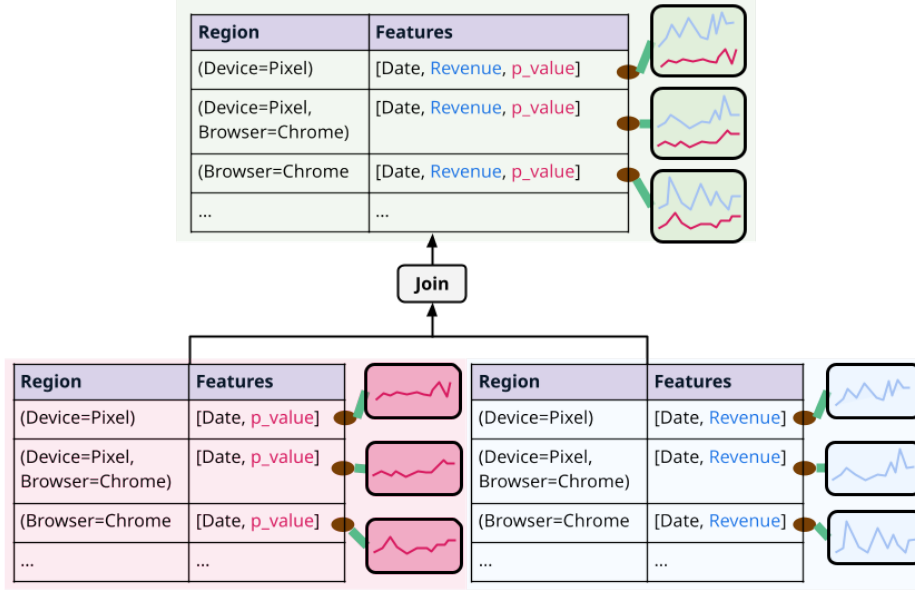 Region Features
(Device=Pixel) [Date, Revenue, p_value]
(Device=Pixel, [Date, Revenue, p_value]
Browser=Chrome)
(Browser=Chrome [Date, Revenue, p_value]
... ...
Join
Region Features
(Device=Pixel) [Date, p_value]
(Device=Pixel, [Date, p_value]
Browser=Chrome)
(Browser=Chrome [Date, p_value]
... ...
Region Features
(Device=Pixel) [Date, Revenue]
(Device=Pixel, [Date, Revenue]
Browser=Chrome)
(Browser=Chrome [Date, Revenue]
... ...